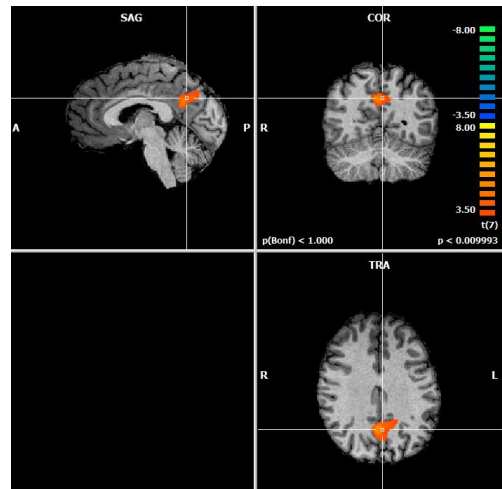 SAG
A
P
COR
R
-8.00
-3.50
8.00
3.50
t(7)
p(Bonf) < 1.000
p < 0.009993
TRA
R
L